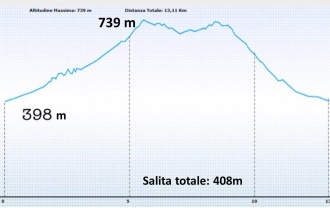 Altitudine Massima: 739 m Distanza Totale: 13,11 Km
739 m
398 m
Salita totale: 408m
0 5 10